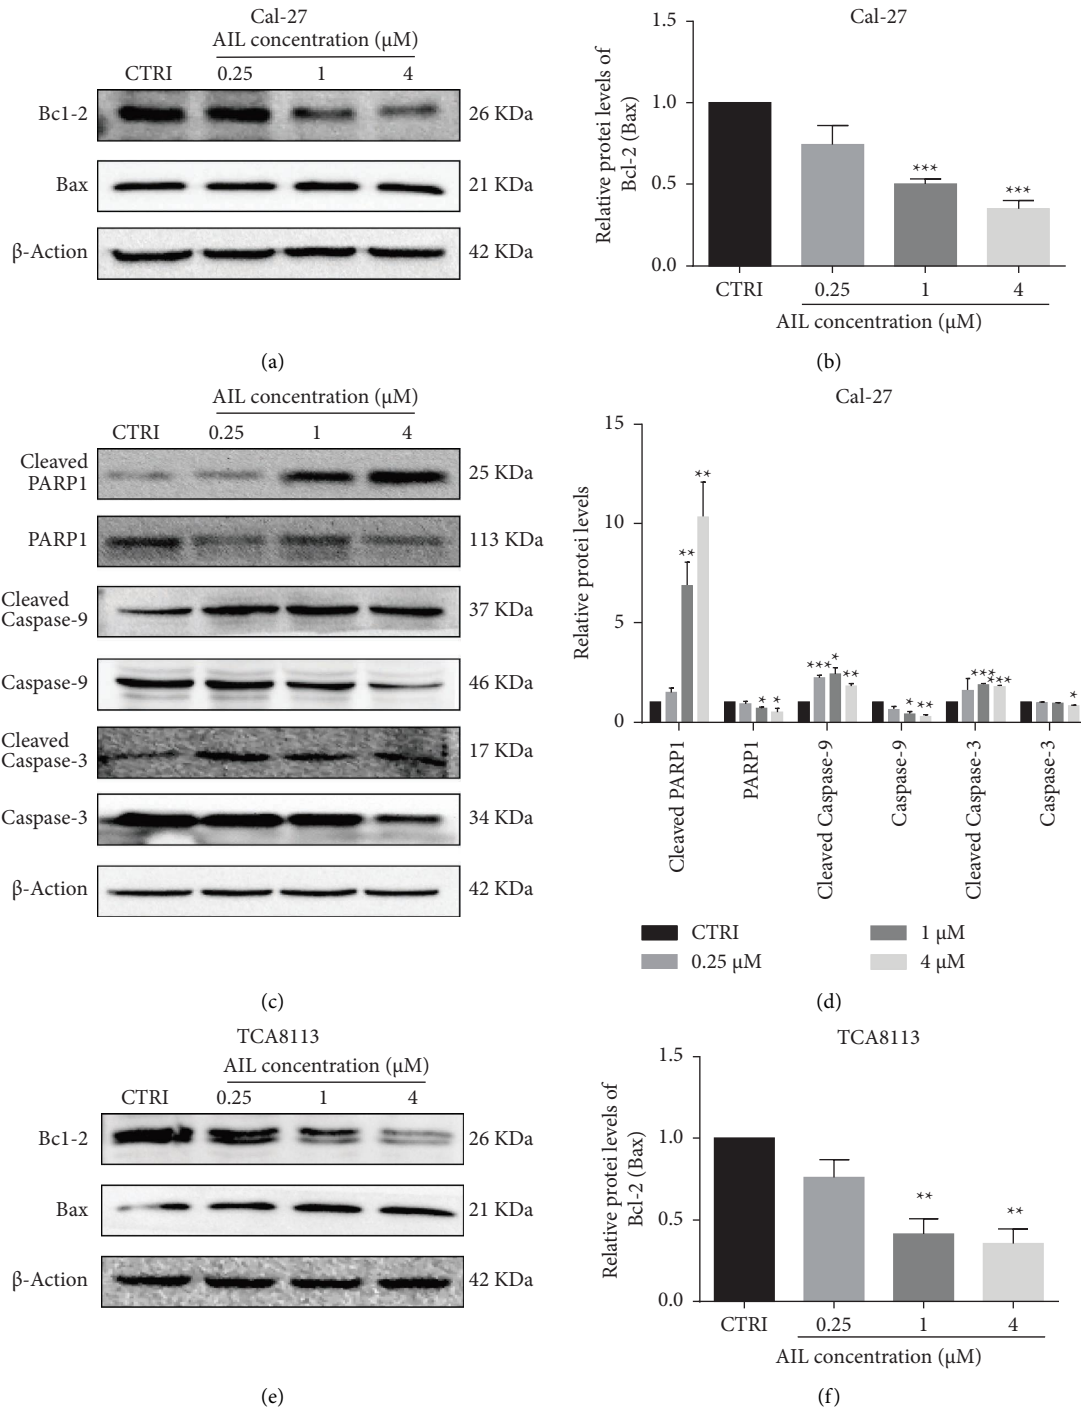 Cal-27
AIL concentration (μM)
CTRI 0.25 1 4
Bc1-2 26 KDa
Bax 21 KDa
β-Action 42 KDa
(a)
Cal-27
Relative protei levels of
Bcl-2 (Bax)
1.5
1.0
***
***
0.5
0.0
CTRI 0.25 1 4
AIL concentration (μM)
(b)
AIL concentration (μM)
CTRI 0.25 1 4
Cleaved
PARP1 25 KDa
PARP1 113 KDa
Cleaved
Caspase-9 37 KDa
Caspase-9 46 KDa
Cleaved
Caspase-3 17 KDa
Caspase-3 34 KDa
β-Action 42 KDa
(c)
Cal-27
Relative protei levels
15
10
5
0
** ** * * *** * ** * ** *** *** *
Cleaved PARP1
PARP1
Cleaved Caspase-9
Caspase-9
Cleaved Caspase-3
Caspase-3
CTRI 1 μM
0.25 μM 4 μM
(d)
TCA8113
AIL concentration (μM)
CTRI 0.25 1 4
Bc1-2 26 KDa
Bax 21 KDa
β-Action 42 KDa
(e)
TCA8113
Relative protei levels of
Bcl-2 (Bax)
1.5
1.0
** **
0.5
0.0
CTRI 0.25 1 4
AIL concentration (μM)
(f)